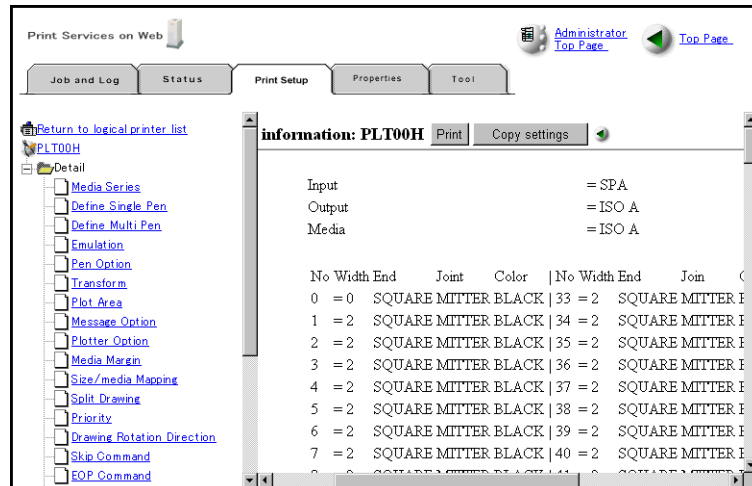 Print Services on Web
Administrator
Top Page
Top Page
Job and Log
Status
Print Setup
Properties
Tool
Return to logical printer list
PLT00H
Detail
Media Series
Define Single Pen
Define Multi Pen
Emulation
Pen Option
Transform
Plot Area
Message Option
Plotter Option
Media Margin
Size/media Mapping
Split Drawing
Priority
Drawing Rotation Direction
Skip Command
EOP Command
information: PLT00H Print Copy settings
Input = SPA
Output = ISO A
Media = ISO A
No Width End Joint Color | No Width End Join
0 = 0 SQUARE MITTER BLACK | 33 = 2 SQUARE MITTER
1 = 2 SQUARE MITTER BLACK | 34 = 2 SQUARE MITTER
2 = 2 SQUARE MITTER BLACK | 35 = 2 SQUARE MITTER
3 = 2 SQUARE MITTER BLACK | 36 = 2 SQUARE MITTER
4 = 2 SQUARE MITTER BLACK | 37 = 2 SQUARE MITTER
5 = 2 SQUARE MITTER BLACK | 38 = 2 SQUARE MITTER
6 = 2 SQUARE MITTER BLACK | 39 = 2 SQUARE MITTER
7 = 2 SQUARE MITTER BLACK | 40 = 2 SQUARE MITTER